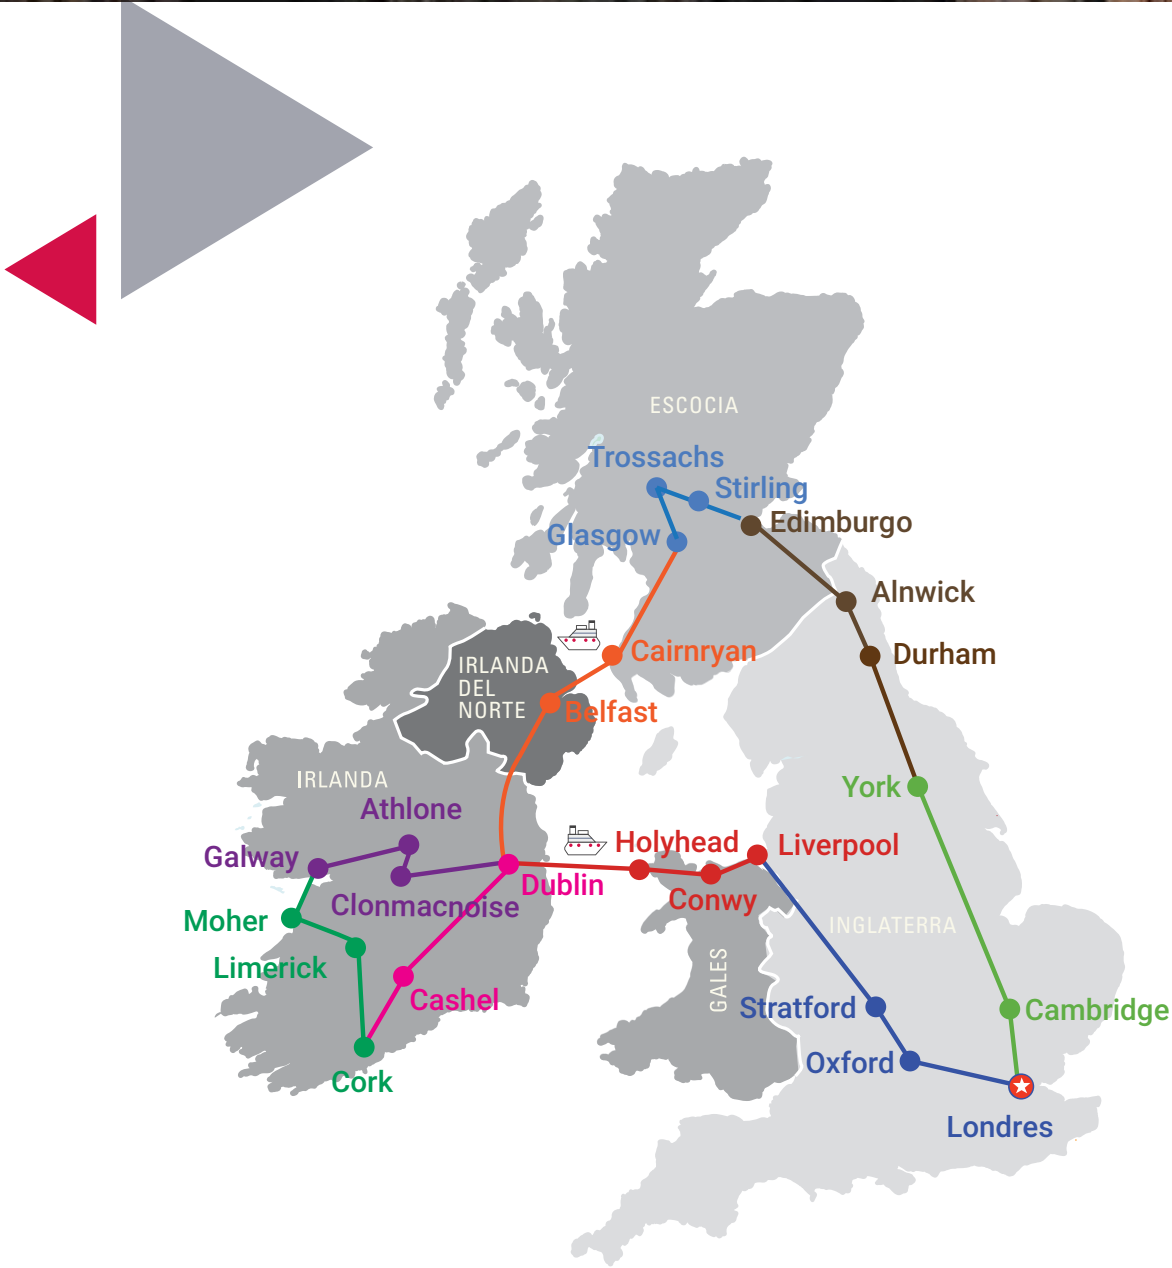 ESCOCIA
Trossachs
Stirling
Edimburgo
Glasgow
Alnwick
Cairnryan
Durham
IRLANDA
DEL
NORTE
Belfast
IRLANDA
York
Athlone
Holyhead
Liverpool
Galway
Dublin
Conwy
Clonmacnoise
Moher
INGLATERRA
Limerick
GALES
Cashel
Stratford
Cambridge
Oxford
Cork
Londres